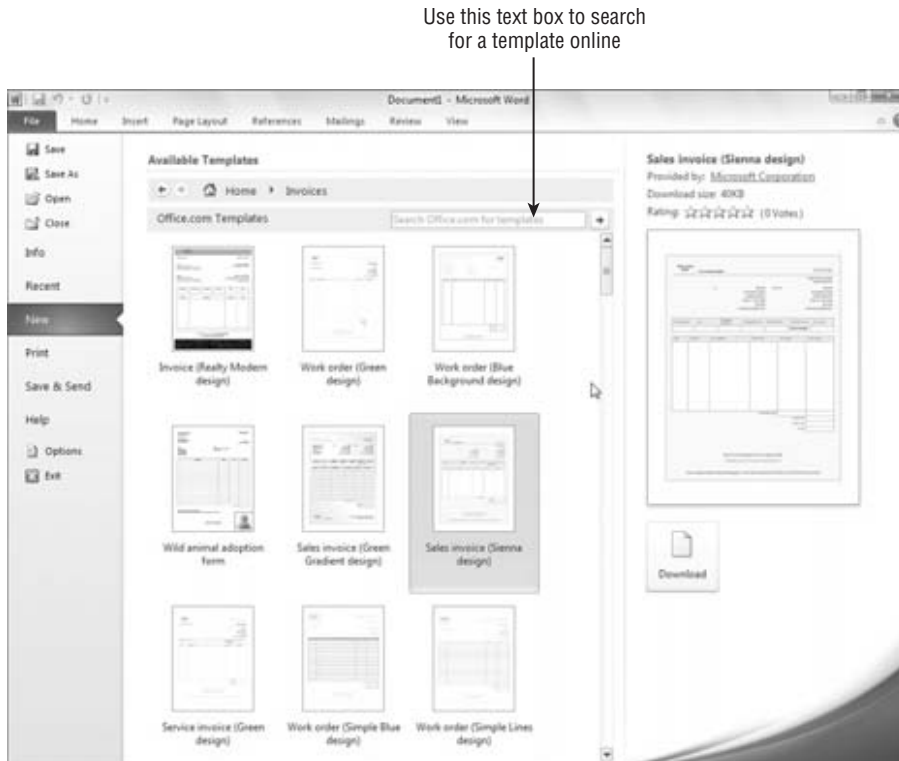 Use this text box to search
for a template online
Document1 - Microsoft Word
File Home Insert Page Layout References Mailings Review View
Save
Save As
Open
Close
Info
Recent
New
Print
Save & Send
Help
Options
Exit
Available Templates
Home Invoices
Office.com Templates
Search Office.com for templates
Invoice (Realty Modern
design)
Work order (Green
design)
Work order (Blue
Background design)
Wild animal adoption
form
Sales invoice (Green
Gradient design)
Sales invoice (Sienna
design)
Service invoice (Green
design)
Work order (Simple Blue
design)
Work order (Simple Lines
design)
Sales invoice (Sienna design)
Provided by: Microsoft Corporation
Download size: 40KB
Rating: (0 Votes)
Download